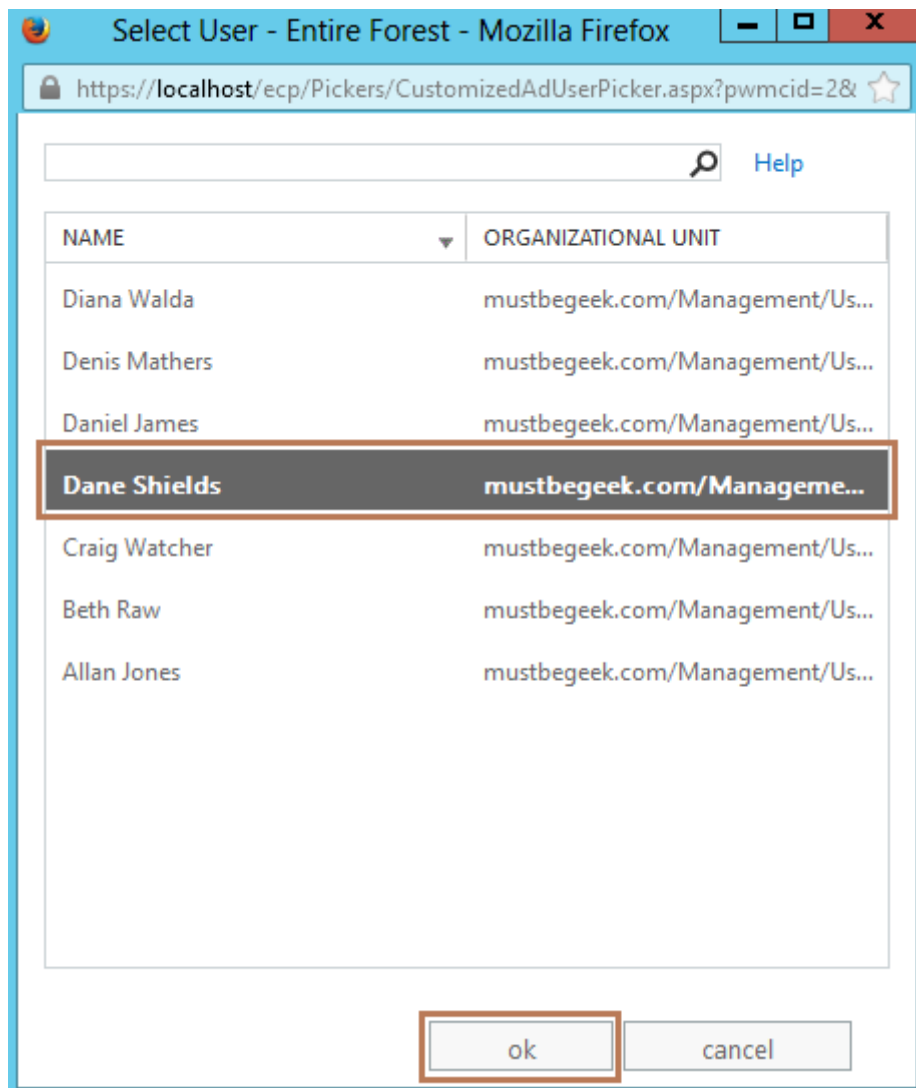 Select User - Entire Forest - Mozilla Firefox
https://localhost/ecp/Pickers/CustomizedAdUserPicker.aspx?pwmcid=2&
Help
NAME ORGANIZATIONAL UNIT
Diana Walda mustbegeek.com/Management/Us...
Denis Mathers mustbegeek.com/Management/Us...
Daniel James mustbegeek.com/Management/Us...
Dane Shields mustbegeek.com/Manageme...
Craig Watcher mustbegeek.com/Management/Us...
Beth Raw mustbegeek.com/Management/Us...
Allan Jones mustbegeek.com/Management/Us...
ok cancel